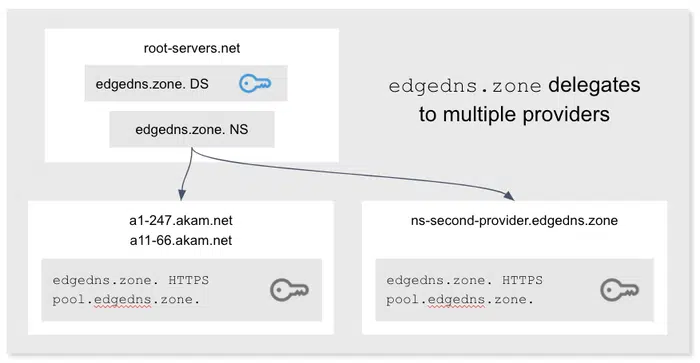 root-servers.net
edgedns.zone. DS
edgedns.zone. NS
edgedns.zone delegates
to multiple providers
a1-247.akam.net
a11-66.akam.net
edgedns.zone. HTTPS
pool.edgedns.zone.
ns-second-provider.edgedns.zone
edgedns.zone. HTTPS
pool.edgedns.zone.